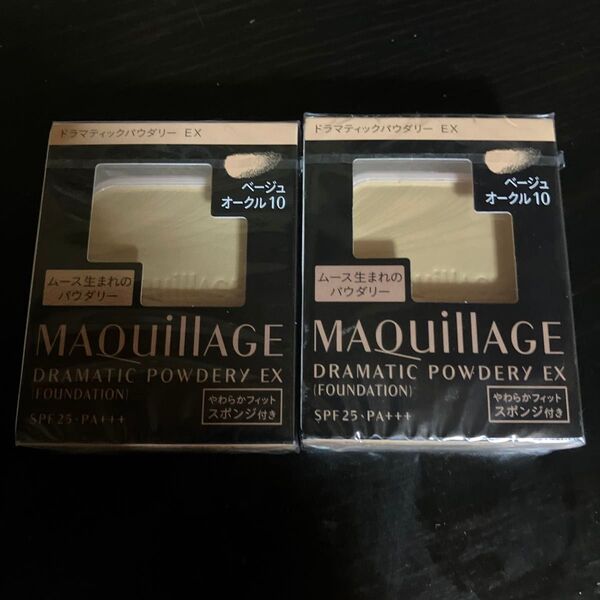 ドラマティックパウダリー EX
ベージュ
オークル10
ムース生まれの
パウダリー
MAQuillAGE
DRAMATIC POWDERY EX
(FOUNDATION)
SPF25・PA+++
やわらかフィット
スポンジ付き
ドラマティックパウダリー EX
ベージュ
オークル10
ムース生まれの
パウダリー
MAQuillAGE
DRAMATIC POWDERY EX
(FOUNDATION)
SPF25・PA+++
やわらかフィット
スポンジ付き